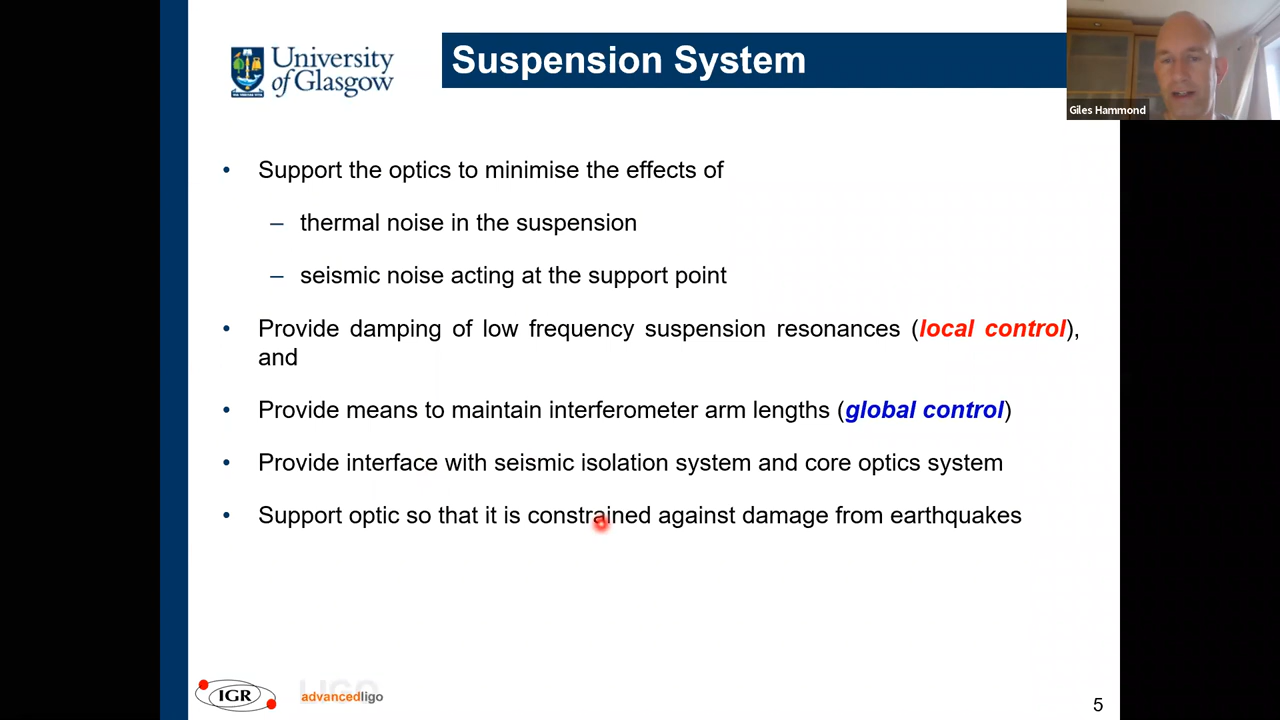 University
of Glasgow
Suspension System
Giles Hammond
• Support the optics to minimise the effects of
– thermal noise in the suspension
– seismic noise acting at the support point
• Provide damping of low frequency suspension resonances (local control),
and
• Provide means to maintain interferometer arm lengths (global control)
• Provide interface with seismic isolation system and core optics system
• Support optic so that it is constrained against damage from earthquakes
IGR
LIGO
advancedligo
5